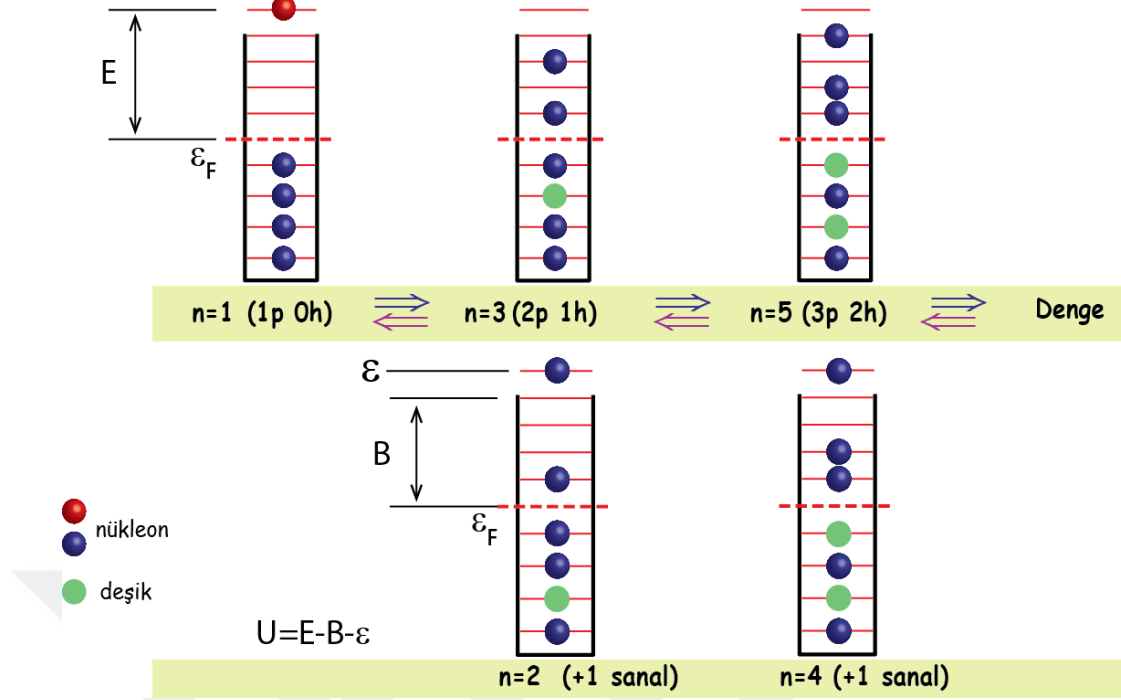 E
εF
n=1 (1p 0h)
n=3 (2p 1h)
n=5 (3p 2h)
Denge
ε
B
εF
nükleon
deşik
U=E-B-ε
n=2 (+1 sanal)
n=4 (+1 sanal)